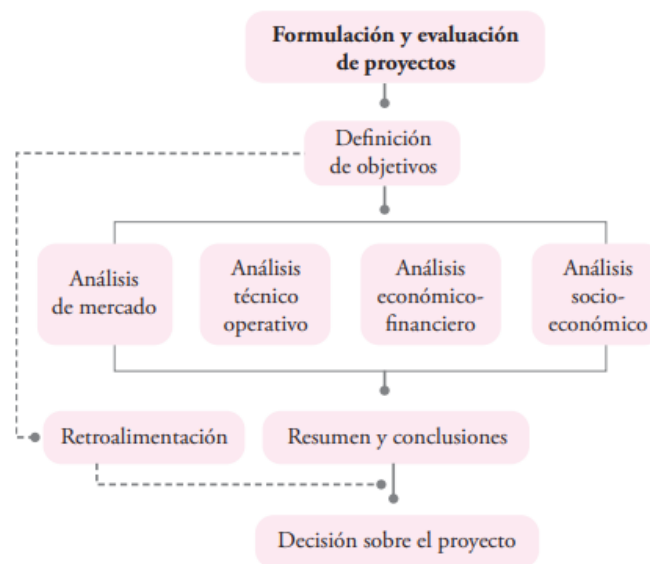 Formulación y evaluación
de proyectos
Definición
de objetivos
Análisis
de mercado
Análisis
técnico
operativo
Análisis
económico-
financiero
Análisis
socio-
económico
Retroalimentación
Resumen y conclusiones
Decisión sobre el proyecto